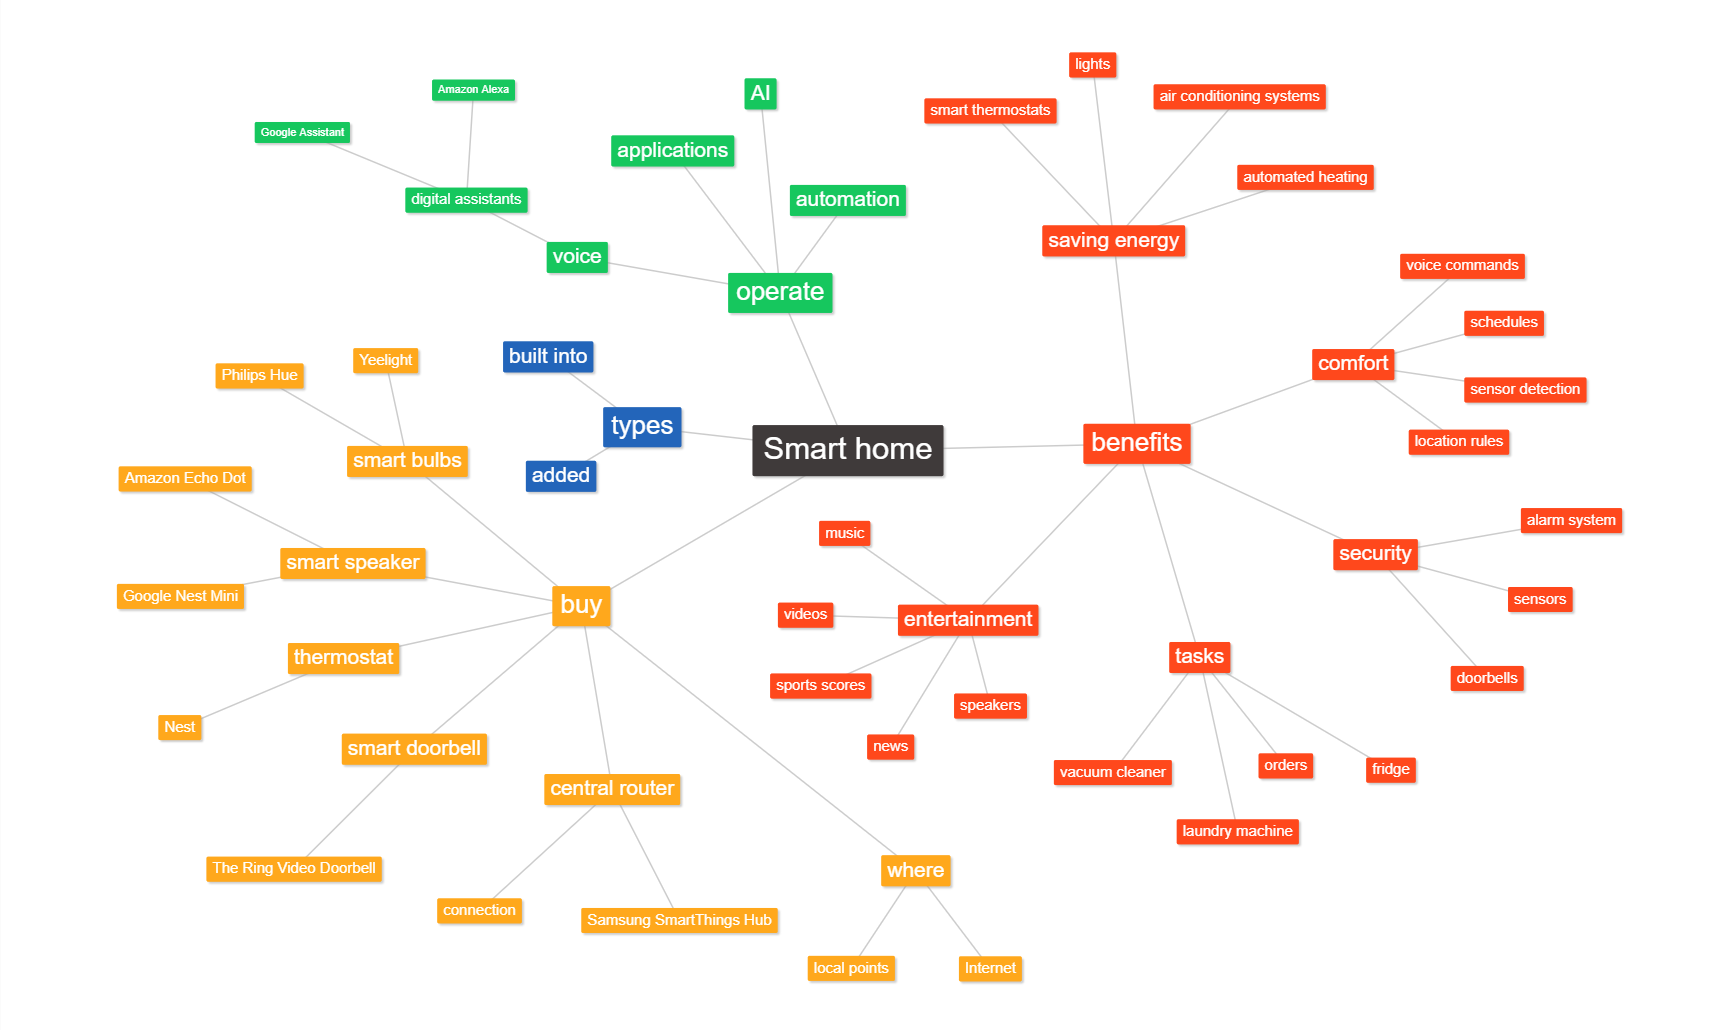 lights
Amazon Alexa
AI
air conditioning systems
smart thermostats
Google Assistant
applications
automated heating
digital assistants
automation
saving energy
voice
voice commands
operate
schedules
built into
Yeelight
comfort
Philips Hue
sensor detection
types
location rules
benefits
Smart home
smart bulbs
added
Amazon Echo Dot
alarm system
music
security
smart speaker
Google Nest Mini
sensors
buy
videos
entertainment
thermostat
tasks
doorbells
sports scores
speakers
Nest
news
smart doorbell
orders
fridge
vacuum cleaner
central router
laundry machine
The Ring Video Doorbell
where
connection
Samsung SmartThings Hub
local points
Internet